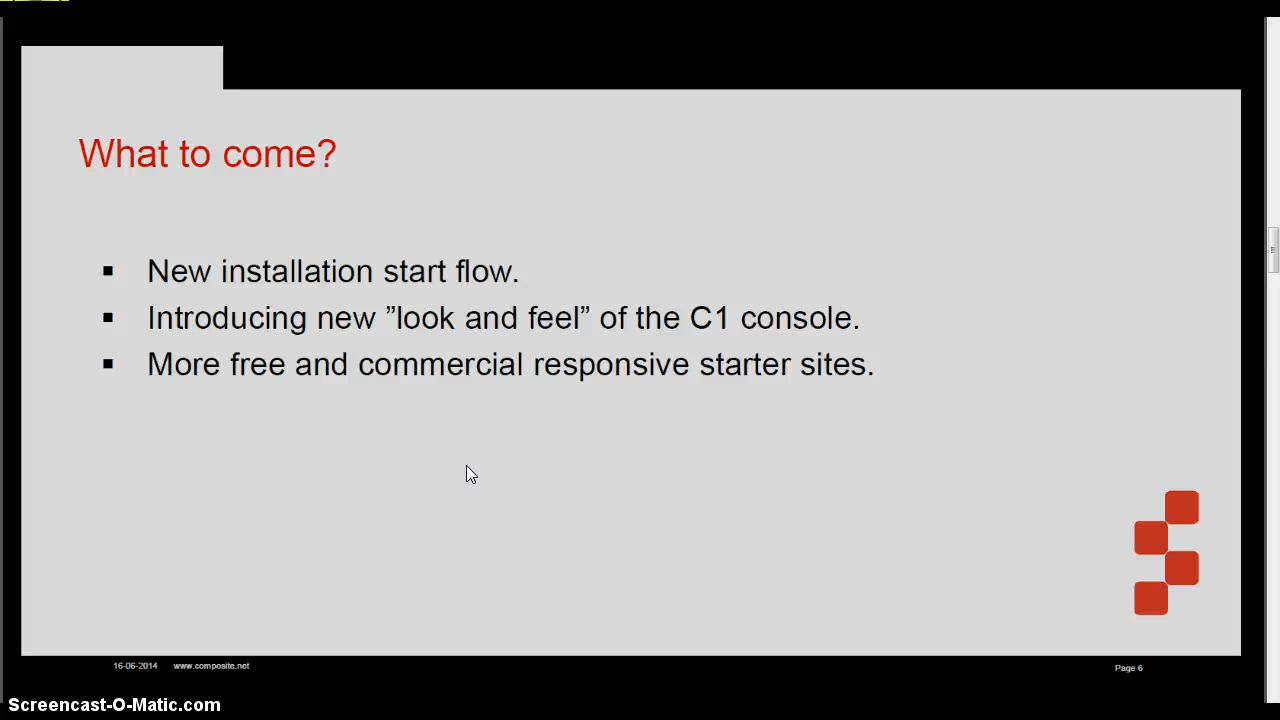 What to come?
▪ New installation start flow.
▪ Introducing new ”look and feel” of the C1 console.
▪ More free and commercial responsive starter sites.
16-06-2014 www.composite.net Page 6
Screencast-O-Matic.com